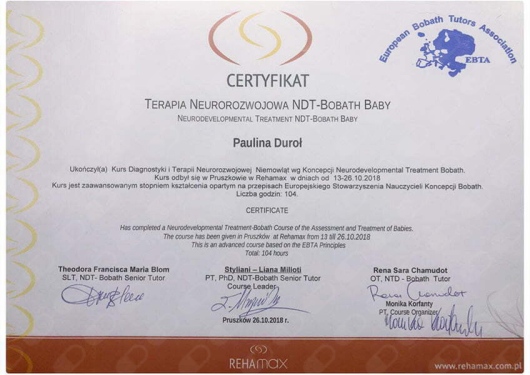 European Bobath Tutors Association
EBTA
CERTYFIKAT
TERAPIA NEUROROZWOJOWA NDT-BOBATH BABY
NEURODEVELOPMENTAL TREATMENT NDT-BOBATH BABY
Paulina Duroł
Ukończył(a) Kurs Diagnostyki i Terapii Neurorozwojowej Niemowląt wg Koncepcji Neurodevelopmental Treatment Bobath.
Kurs odbył się w Pruszkowie w Rehamax w dniach od 13-26.10.2018
Kurs jest zaawansowanym stopniem kształcenia opartym na przepisach Europejskiego Stowarzyszenia Nauczycieli Koncepcji Bobath.
Liczba godzin: 104.
CERTIFICATE
Has completed a Neurodevelopmental Treatment-Bobath Course of the Assessment and Treatment of Babies.
The course has been given in Pruszków at Rehamax from 13 till 26.10.2018
This is an advanced course based on the EBTA Principles
Total: 104 hours
Theodora Francisca Maria Blom
SLT, NDT- Bobath Senior Tutor
Styliani – Liana Milioti
PT, PhD, NDT-Bobath Senior Tutor
Course Leader
Pruszków 26.10.2018 r.
Rena Sara Chamudot
OT, NTD - Bobath Tutor
Rena Chamudot
Monika Korfanty
PT, Course Organizer
REHAMAX
www.rehamax.com.pl